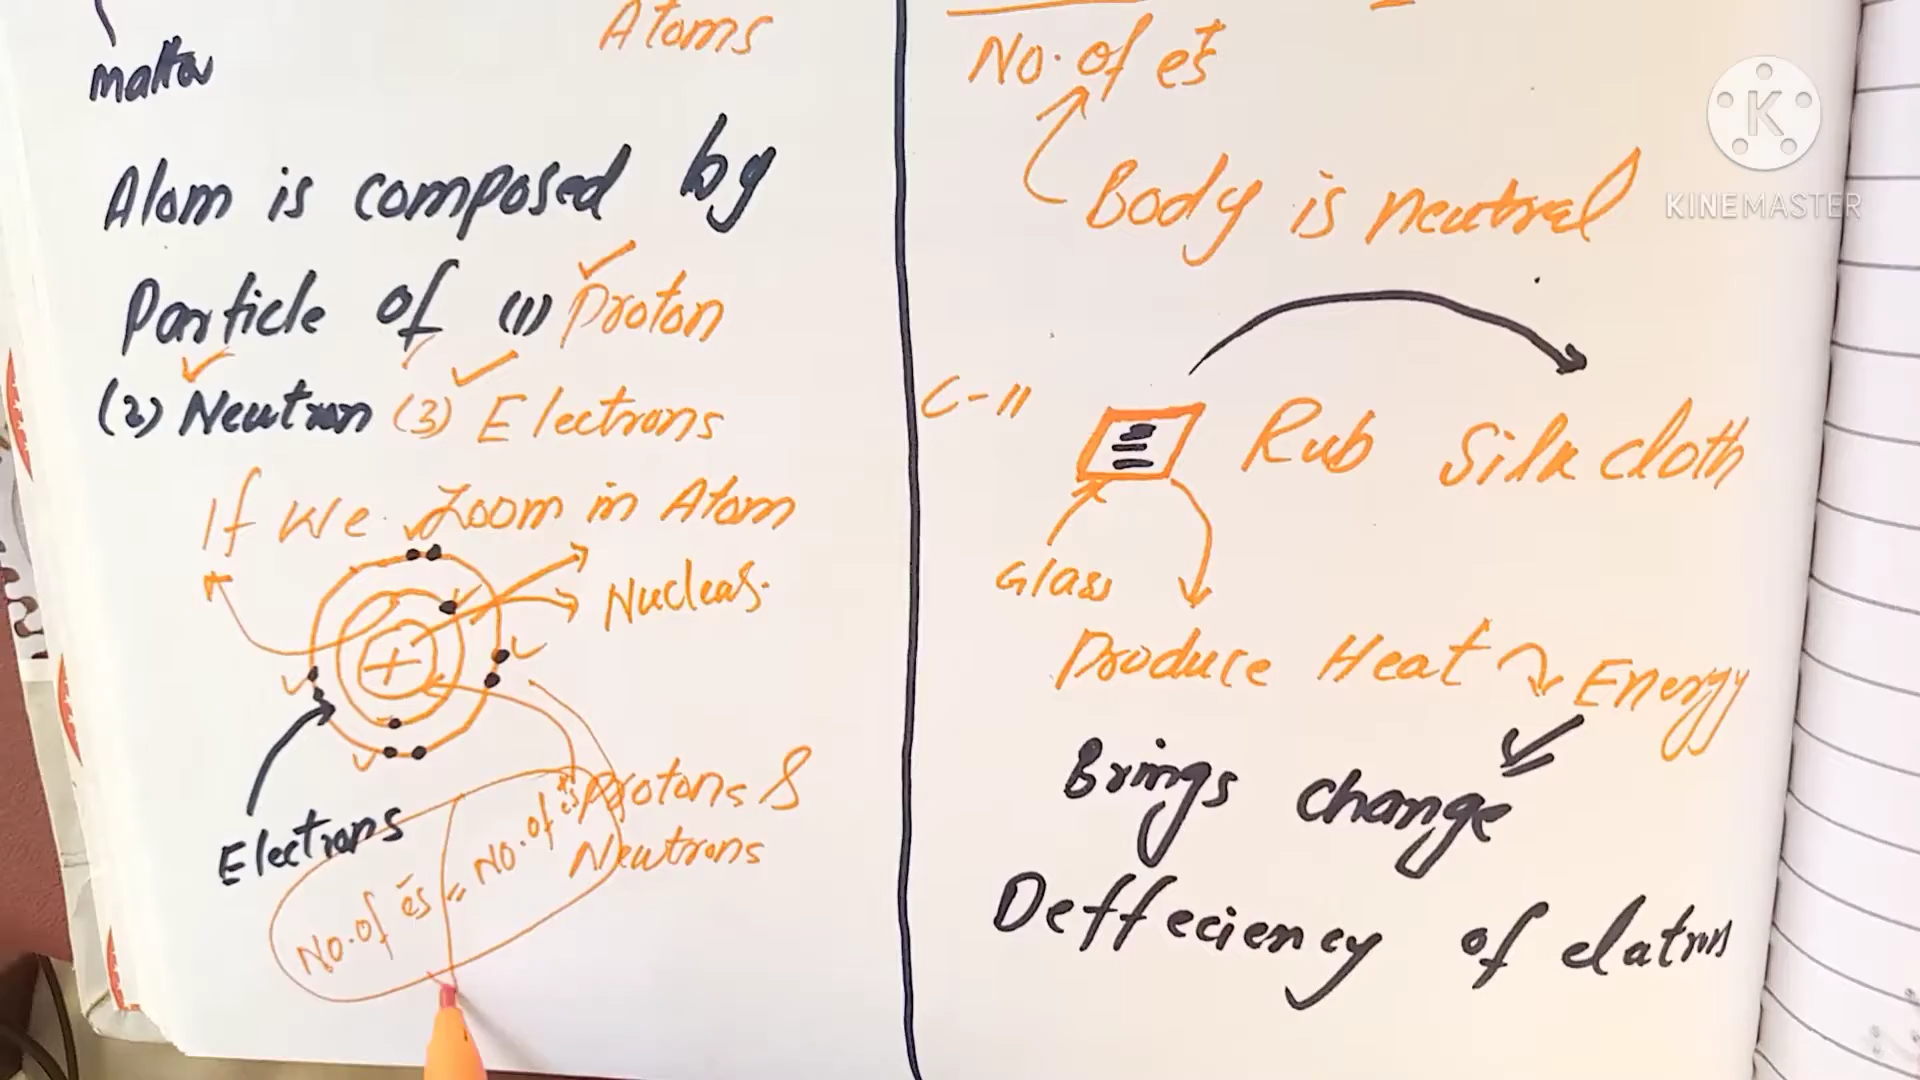 matter
Atoms
Atom is composed by
Particle of (1) Proton
(2) Neutron (3) Electrons
If We Zoom in Atom
Nucleas.
Electrons
Protons &
Neutrons
No. of e⁻s = No. of e⁺s
No. of e⁺s
Body is neutral
C-11
Rub Silk cloth
Glass
Produce Heat Energy
Brings change
Deffeciency of elatrons
K
KINEMASTER